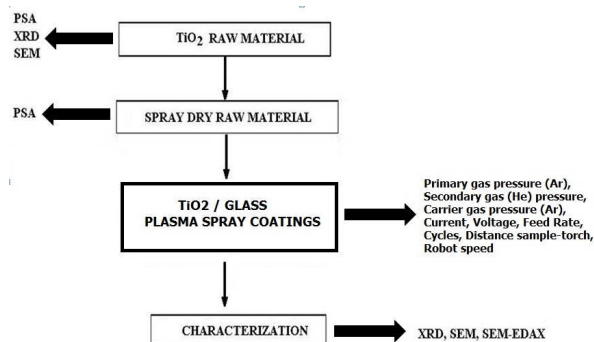 PSA
XRD
SEM
TiO2 RAW MATERIAL
PSA
SPRAY DRY RAW MATERIAL
TiO2 / GLASS
PLASMA SPRAY COATINGS
Primary gas pressure (Ar),
Secondary gas (He) pressure,
Carrier gas pressure (Ar),
Current, Voltage, Feed Rate,
Cycles, Distance sample-torch,
Robot speed
CHARACTERIZATION
XRD, SEM, SEM-EDAX